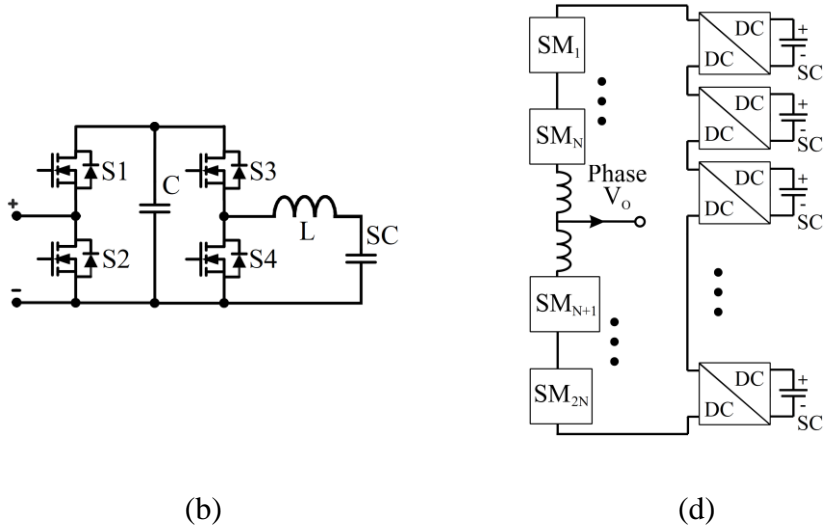 S1
S2
C
S3
S4
L
SC
+
-
(b)
SM1
SMN
Phase
VO
SMN+1
SM2N
DC
DC
+
-
SC
DC
DC
+
-
SC
DC
DC
+
-
SC
DC
DC
+
-
SC
(d)